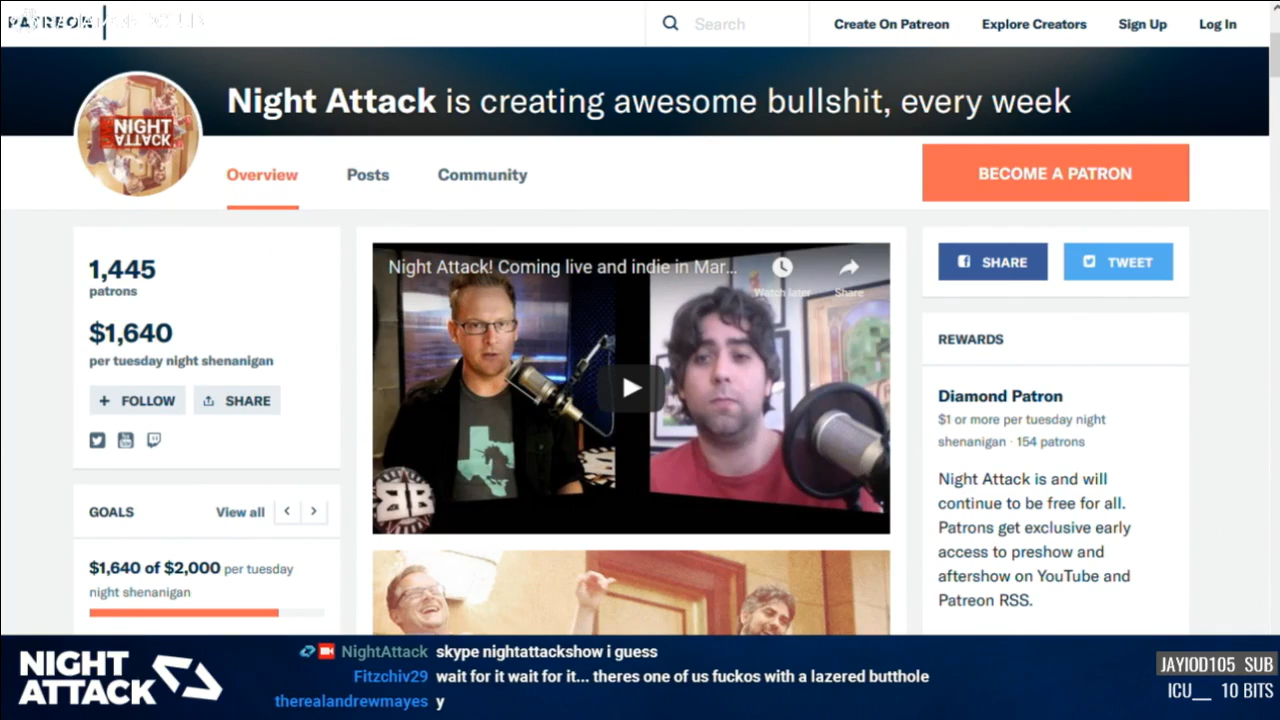 PATREON
Search
Create On Patreon
Explore Creators
Sign Up
Log In
NIGHT
ATTACK
Night Attack is creating awesome bullshit, every week
Overview
Posts
Community
BECOME A PATRON
1,445
patrons
$1,640
per tuesday night shenanigan
+ FOLLOW
SHARE
GOALS
View all
$1,640 of $2,000 per tuesday
night shenanigan
Night Attack! Coming live and indie in Mar...
Watch later
Share
BB
SHARE
TWEET
REWARDS
Diamond Patron
$1 or more per tuesday night
shenanigan · 154 patrons
Night Attack is and will
continue to be free for all.
Patrons get exclusive early
access to preshow and
aftershow on YouTube and
Patreon RSS.
NIGHT
ATTACK
NightAttack skype nightattackshow i guess
Fitzchiv29 wait for it wait for it... theres one of us fuckos with a lazered butthole
therealandrewmayes y
JAYIOD105 SUB
ICU__ 10 BITS